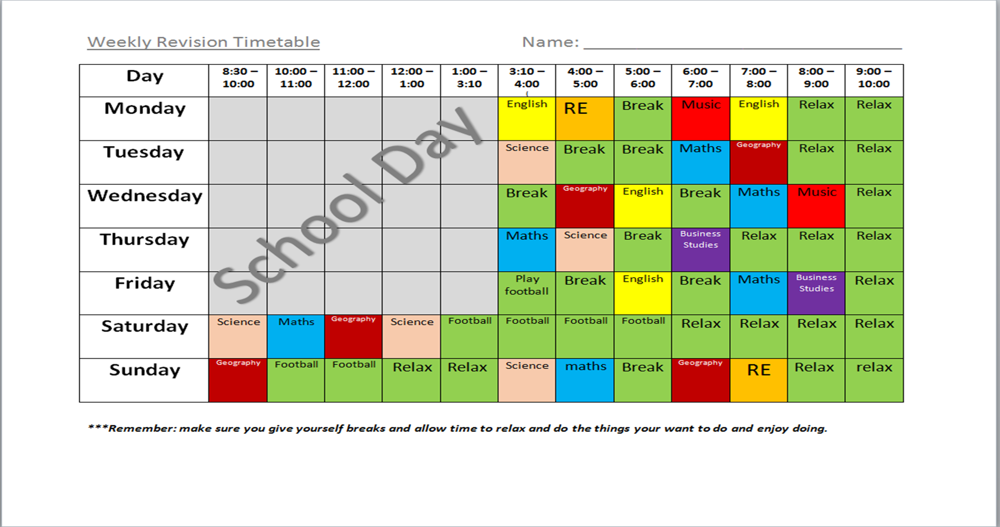 Weekly Revision Timetable Name: ____________________
Day 8:30 – 10:00 10:00 – 11:00 11:00 – 12:00 12:00 – 1:00 1:00 – 3:10 3:10 – 4:00 ( 4:00 – 5:00 5:00 – 6:00 6:00 – 7:00 7:00 – 8:00 8:00 – 9:00 9:00 – 10:00
Monday English RE Break Music English Relax Relax
Tuesday Science Break Break Maths Geography Relax Relax
Wednesday Break Geography English Break Maths Music Relax
Thursday Maths Science Break Business Studies Relax Relax Relax
Friday Play football Break English Break Maths Business Studies Relax
School Day
Saturday Science Maths Geography Science Football Football Football Football Relax Relax Relax Relax
Sunday Geography Football Football Relax Relax Science maths Break Geography RE Relax relax
***Remember: make sure you give yourself breaks and allow time to relax and do the things your want to do and enjoy doing.